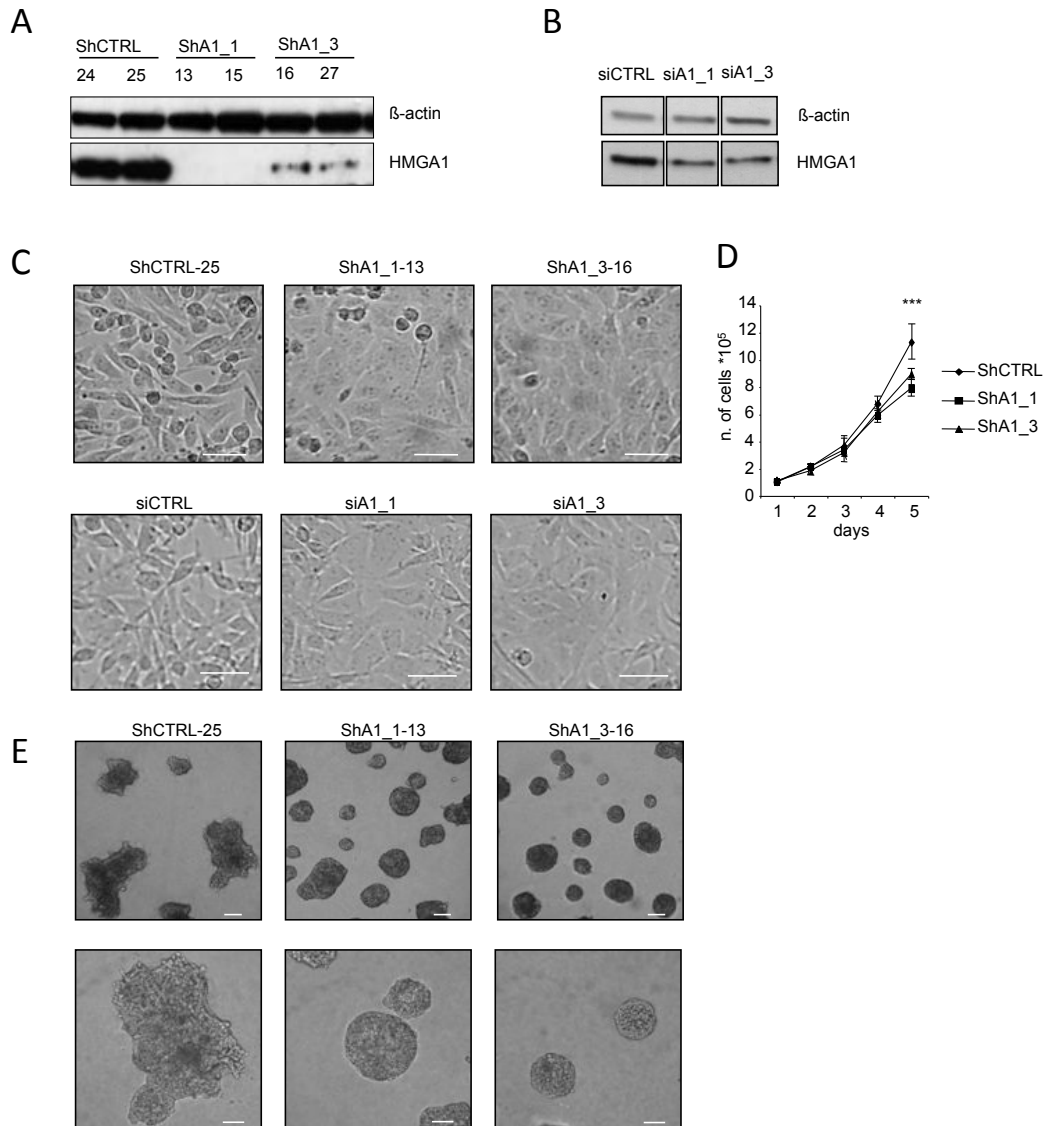 A
ShCTRL ShA1_1 ShA1_3
24 25 13 15 16 27
ß-actin
HMGA1
B
siCTRL siA1_1 siA1_3
ß-actin
HMGA1
C
ShCTRL-25 ShA1_1-13 ShA1_3-16
siCTRL siA1_1 siA1_3
D
***
14
12
10
8
6
4
2
0
n. of cells *10⁵
1 2 3 4 5
days
ShCTRL
ShA1_1
ShA1_3
E
ShCTRL-25 ShA1_1-13 ShA1_3-16